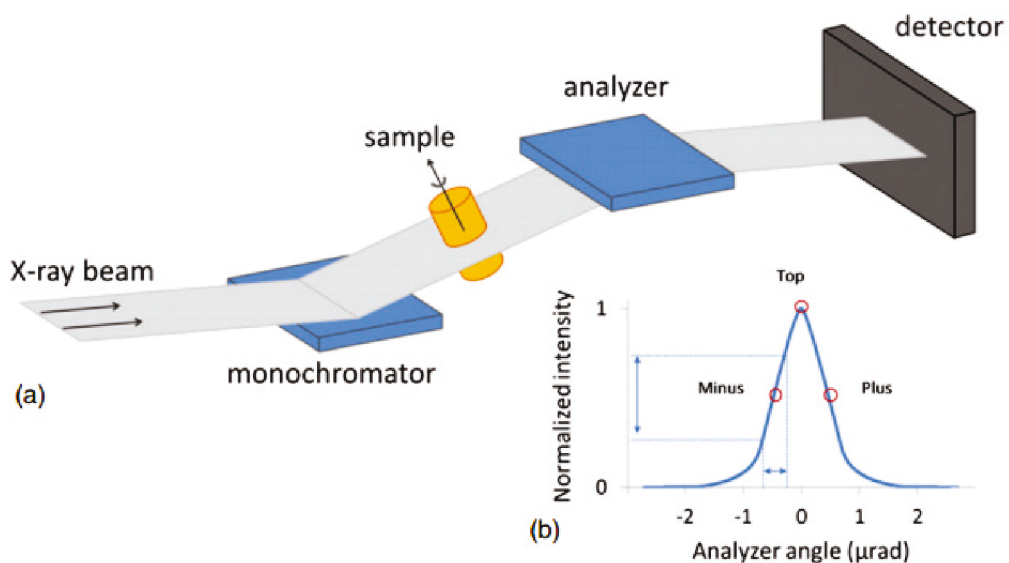 detector
analyzer
sample
X-ray beam
monochromator
(a)
Top
1
Normalized intensity
Minus
Plus
0
-2 -1 0 1 2
(b)
Analyzer angle (µrad)